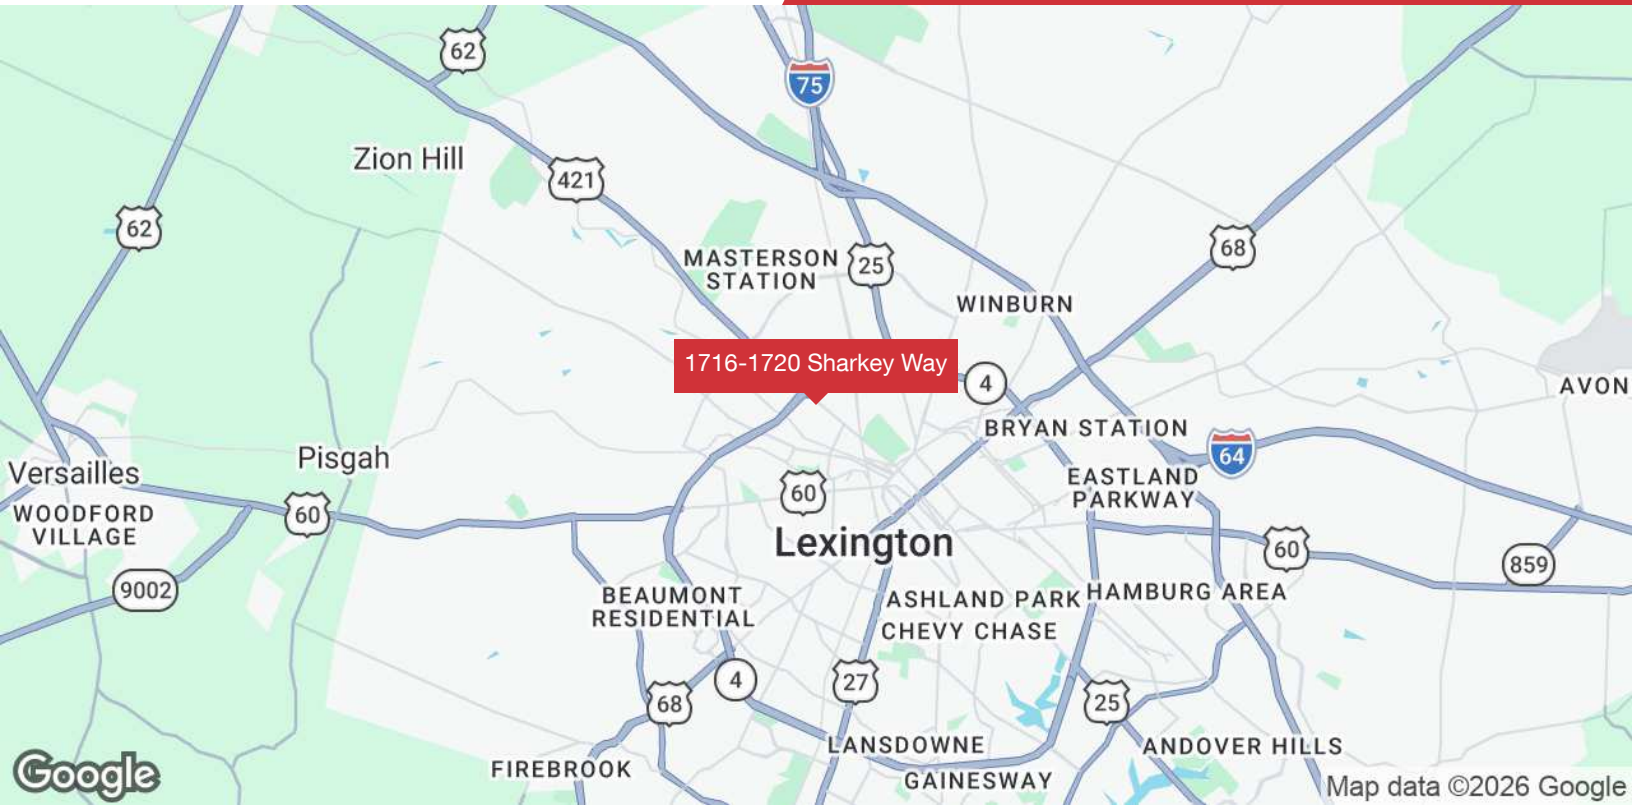 62
75
Zion Hill
421
62
68
MASTERSON
STATION
25
WINBURN
1716-1720 Sharkey Way
4
AVON
BRYAN STATION
64
Pisgah
Versailles
EASTLAND
PARKWAY
60
WOODFORD
VILLAGE
60
Lexington
60
859
9002
BEAUMONT
RESIDENTIAL
ASHLAND PARK
HAMBURG AREA
CHEVY CHASE
4
27
68
25
LANSDOWNE
ANDOVER HILLS
FIREBROOK
GAINESWAY
Google
Map data ©2026 Google